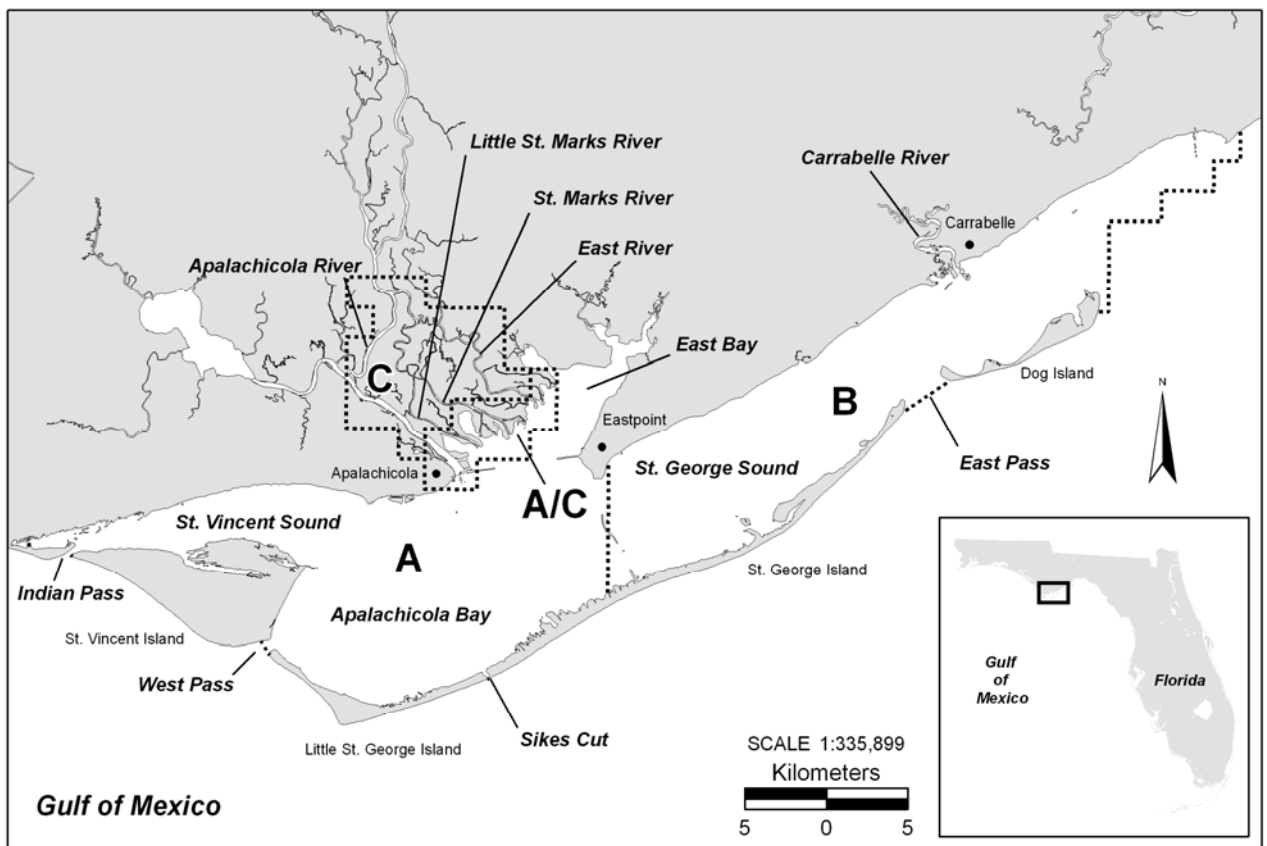 Little St. Marks River
St. Marks River
East River
Apalachicola River
Carrabelle River
Carrabelle
C
East Bay
B
Dog Island
Eastpoint
East Pass
N
Apalachicola
St. George Sound
A/C
St. Vincent Sound
A
Indian Pass
St. George Island
Apalachicola Bay
St. Vincent Island
West Pass
Sikes Cut
Little St. George Island
Gulf of Mexico
SCALE 1:335,899
Kilometers
5 0 5
Gulf
of
Mexico
Florida